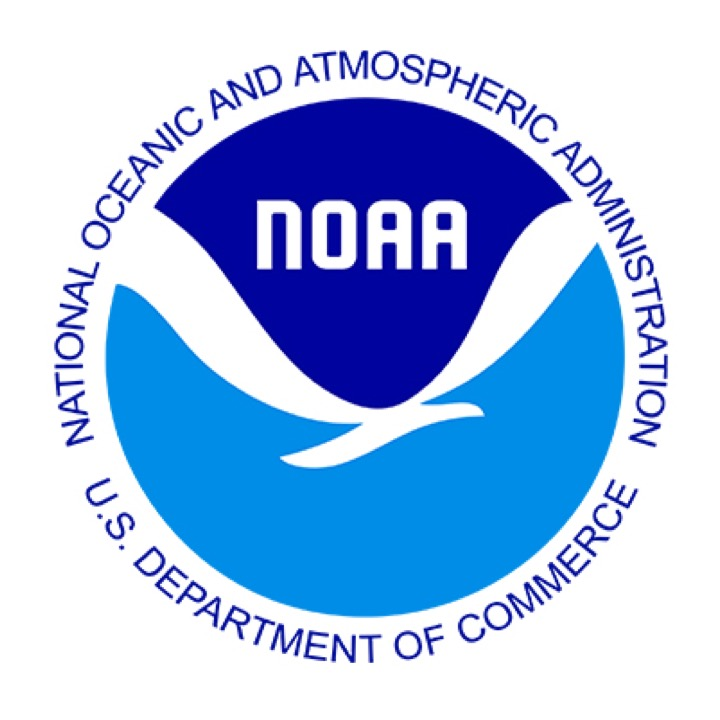 NATIONAL OCEANIC AND ATMOSPHERIC ADMINISTRATION
NOAA
U.S. DEPARTMENT OF COMMERCE